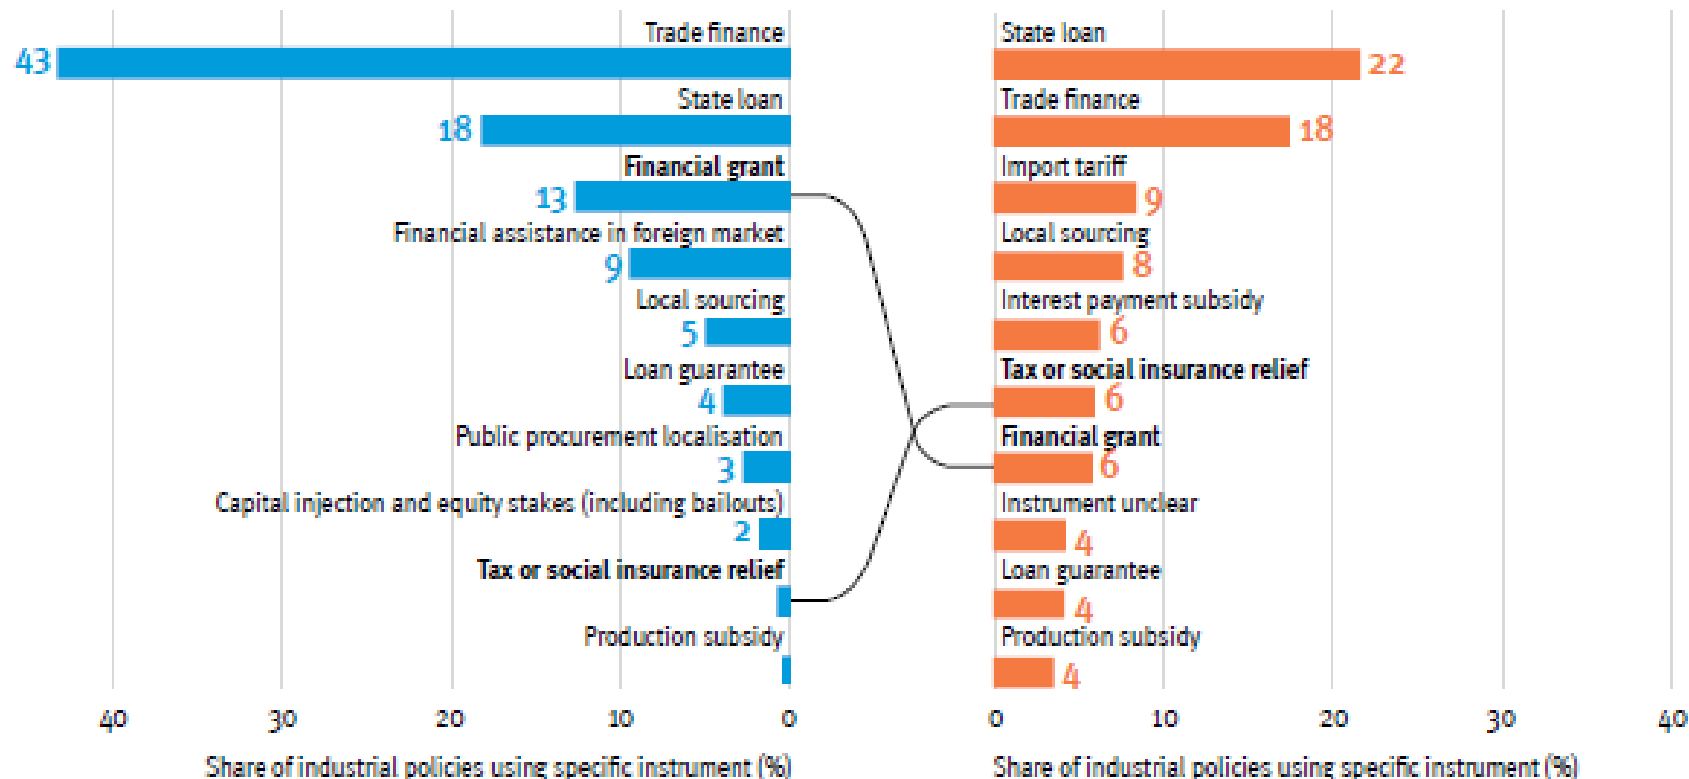 Trade finance
43
State loan
18
Financial grant
13
Financial assistance in foreign market
9
Local sourcing
5
Loan guarantee
4
Public procurement localisation
3
Capital injection and equity stakes (including bailouts)
2
Tax or social insurance relief
Production subsidy
40 30 20 10 0
Share of industrial policies using specific instrument (%)
State loan
22
Trade finance
18
Import tariff
9
Local sourcing
8
Interest payment subsidy
6
Tax or social insurance relief
6
Financial grant
6
Instrument unclear
4
Loan guarantee
4
Production subsidy
4
0 10 20 30 40
Share of industrial policies using specific instrument (%)